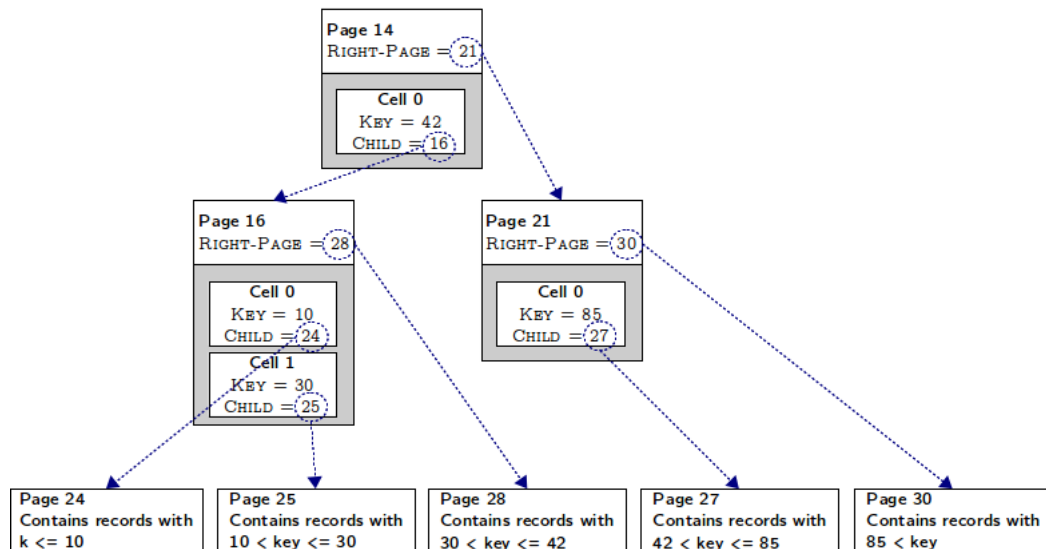 Page 14
Right-Page = 21
Cell 0
Key = 42
Child = 16
Page 16
Right-Page = 28
Cell 0
Key = 10
Child = 24
Cell 1
Key = 30
Child = 25
Page 21
Right-Page = 30
Cell 0
Key = 85
Child = 27
Page 24
Contains records with
k <= 10
Page 25
Contains records with
10 < key <= 30
Page 28
Contains records with
30 < key <= 42
Page 27
Contains records with
42 < key <= 85
Page 30
Contains records with
85 < key